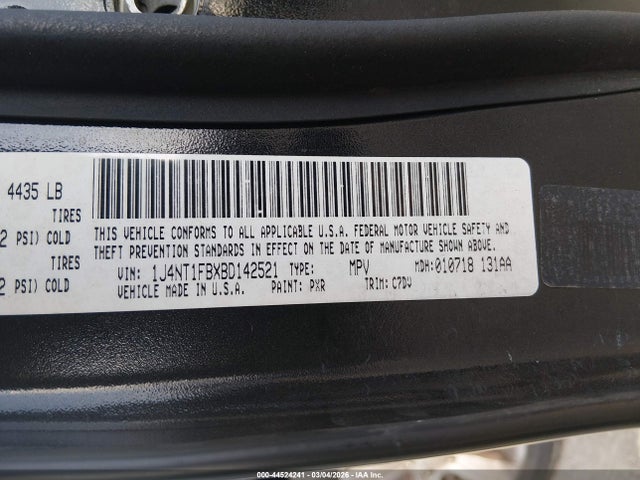 4435 LB
TIRES
2 PSI) COLD
TIRES
2 PSI) COLD
THIS VEHICLE CONFORMS TO ALL APPLICABLE U.S.A. FEDERAL MOTOR VEHICLE SAFETY AND
THEFT PREVENTION STANDARDS IN EFFECT ON THE DATE OF MANUFACTURE SHOWN ABOVE.
VIN: 1J4NT1FBXBD142521 TYPE: MPV MDH:010718 131AA
VEHICLE MADE IN U.S.A. PAINT: PXR TRIM: C7DV
000-44524241 - 03/04/2026 - IAA Inc.